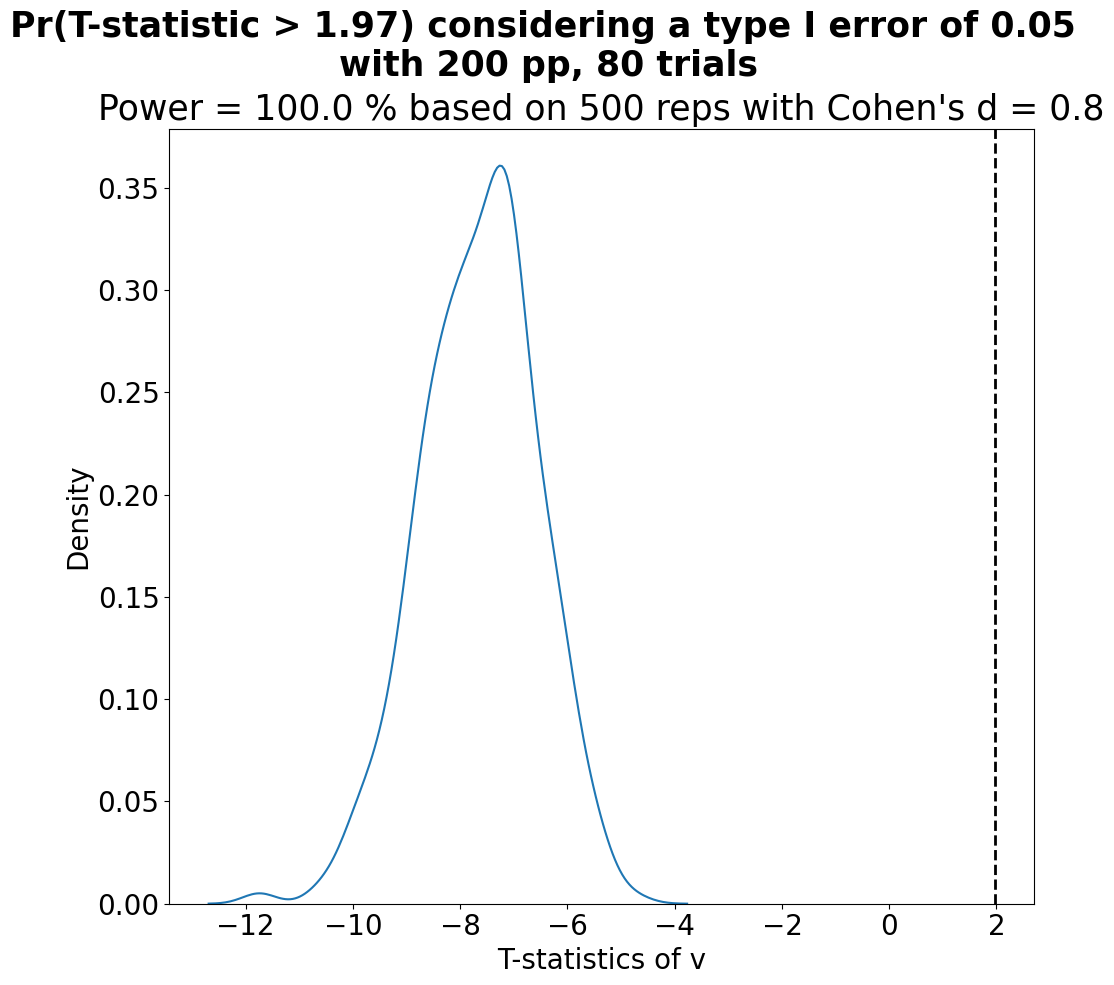 Pr(T-statistic > 1.97) considering a type I error of 0.05
with 200 pp, 80 trials
Power = 100.0 % based on 500 reps with Cohen's d = 0.8
0.35
0.30
0.25
0.20
0.15
0.10
0.05
0.00
Density
−12 −10 −8 −6 −4 −2 0 2
T-statistics of v